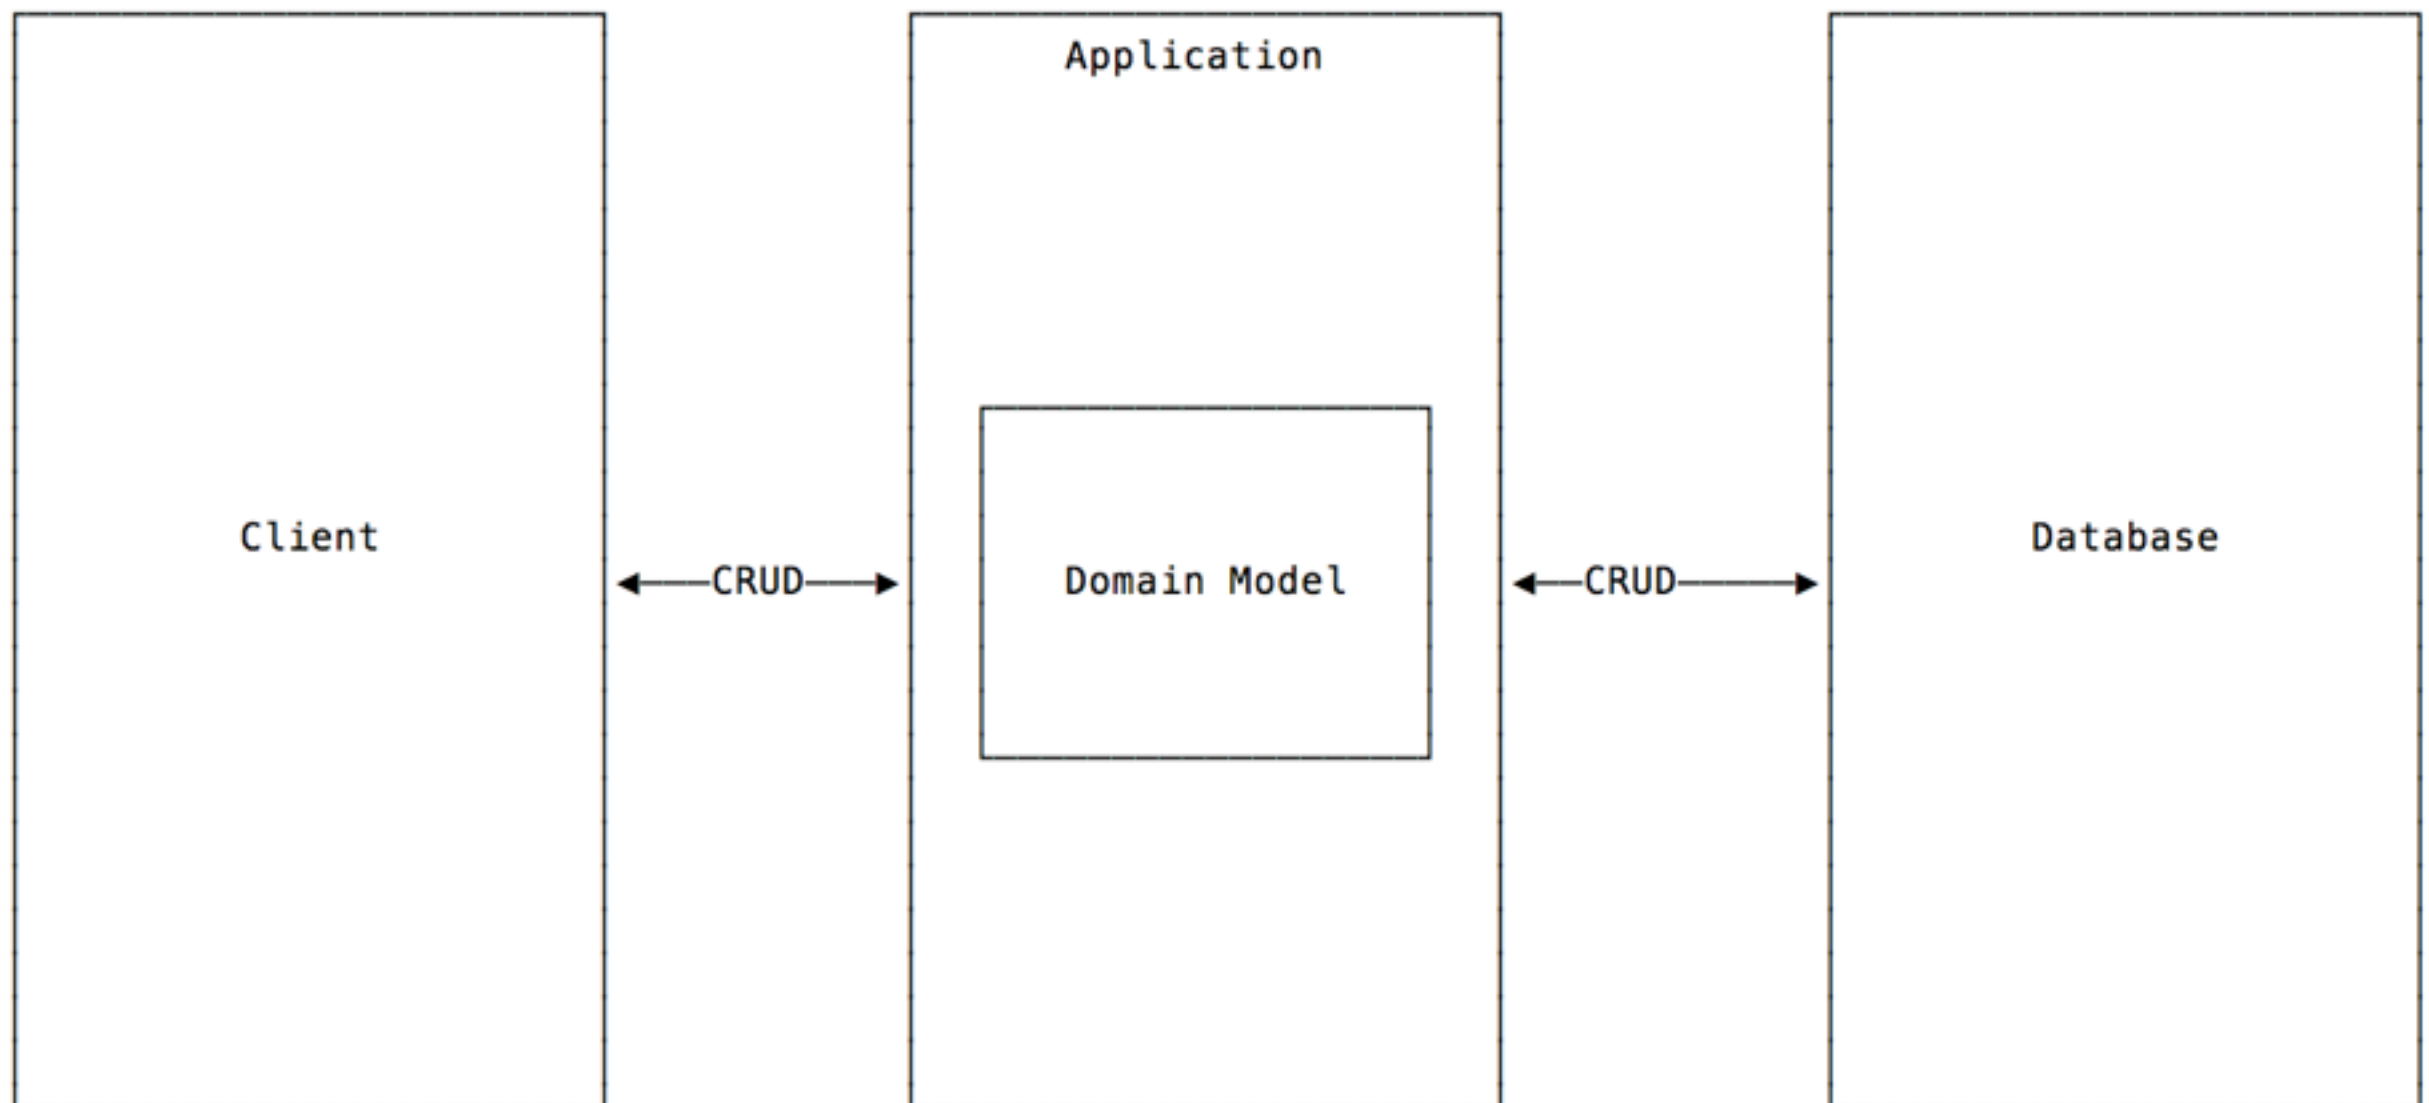 Application
Client
Database
CRUD
Domain Model
CRUD